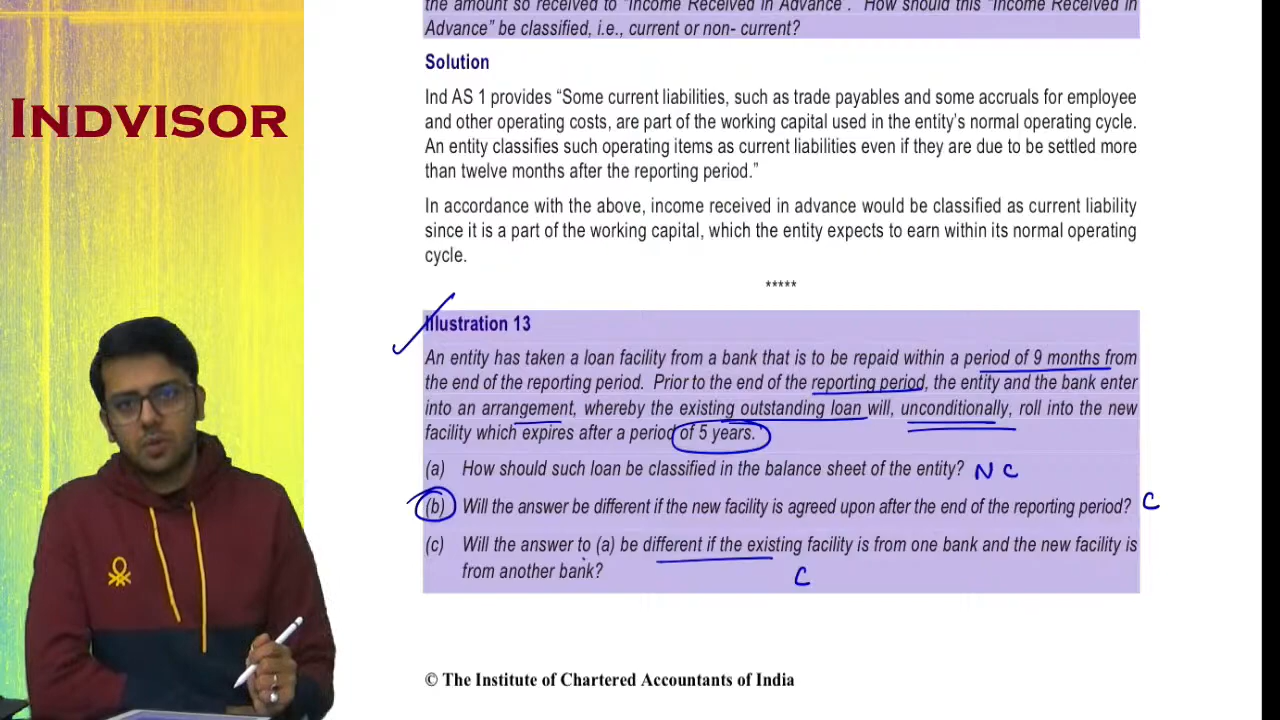 INDVISOR
the amount so received to "Income Received in Advance". How should this "Income Received in
Advance" be classified, i.e., current or non- current?
Solution
Ind AS 1 provides “Some current liabilities, such as trade payables and some accruals for employee
and other operating costs, are part of the working capital used in the entity’s normal operating cycle.
An entity classifies such operating items as current liabilities even if they are due to be settled more
than twelve months after the reporting period.”
In accordance with the above, income received in advance would be classified as current liability
since it is a part of the working capital, which the entity expects to earn within its normal operating
cycle.
*****
Illustration 13
An entity has taken a loan facility from a bank that is to be repaid within a period of 9 months from
the end of the reporting period. Prior to the end of the reporting period, the entity and the bank enter
into an arrangement, whereby the existing outstanding loan will, unconditionally, roll into the new
facility which expires after a period of 5 years.
(a) How should such loan be classified in the balance sheet of the entity? N C
(b) Will the answer be different if the new facility is agreed upon after the end of the reporting period? C
(c) Will the answer to (a) be different if the existing facility is from one bank and the new facility is
from another bank? C
© The Institute of Chartered Accountants of India